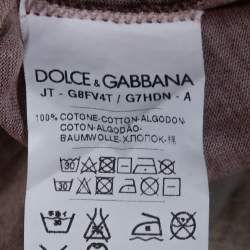 DOLCE & GABBANA
JT - G8FV4T / G7HDN - A
100% COTONE-COTTON-ALGODON
COTON-ALGODÃO-
BAUMWOLLE-ХЛОПОК-棉